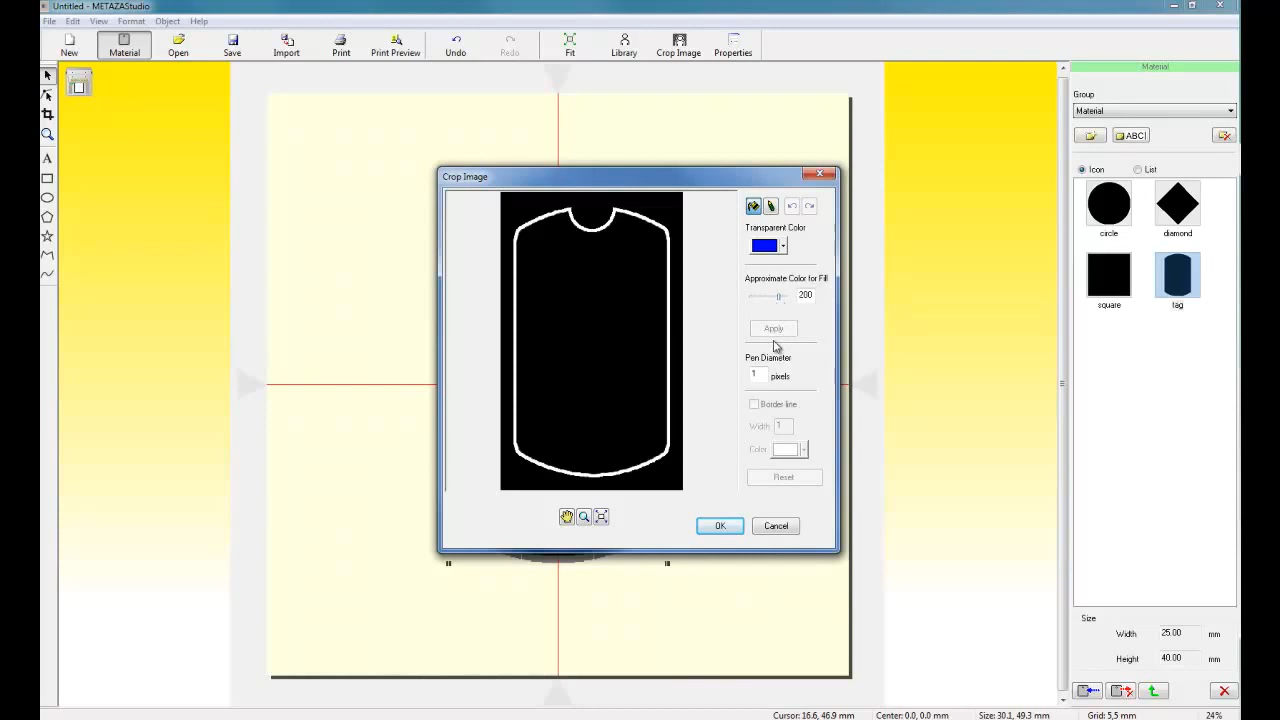 Untitled - METAZAStudio
File Edit View Format Object Help
New Material Open Save Import Print Print Preview Undo Redo Fit Library Crop Image Properties
Material
Group
Material
ABC
Icon List
circle diamond
square tag
Crop Image
Transparent Color
Approximate Color for Fill
200
Apply
Pen Diameter
1 pixels
Border line
Width 1
Color
Reset
OK Cancel
A
Size
Width 25.00 mm
Height 40.00 mm
Cursor: 16.6, 46.9 mm Center: 0.0, 0.0 mm Size: 30.1, 49.3 mm Grid: 5,5 mm 24%